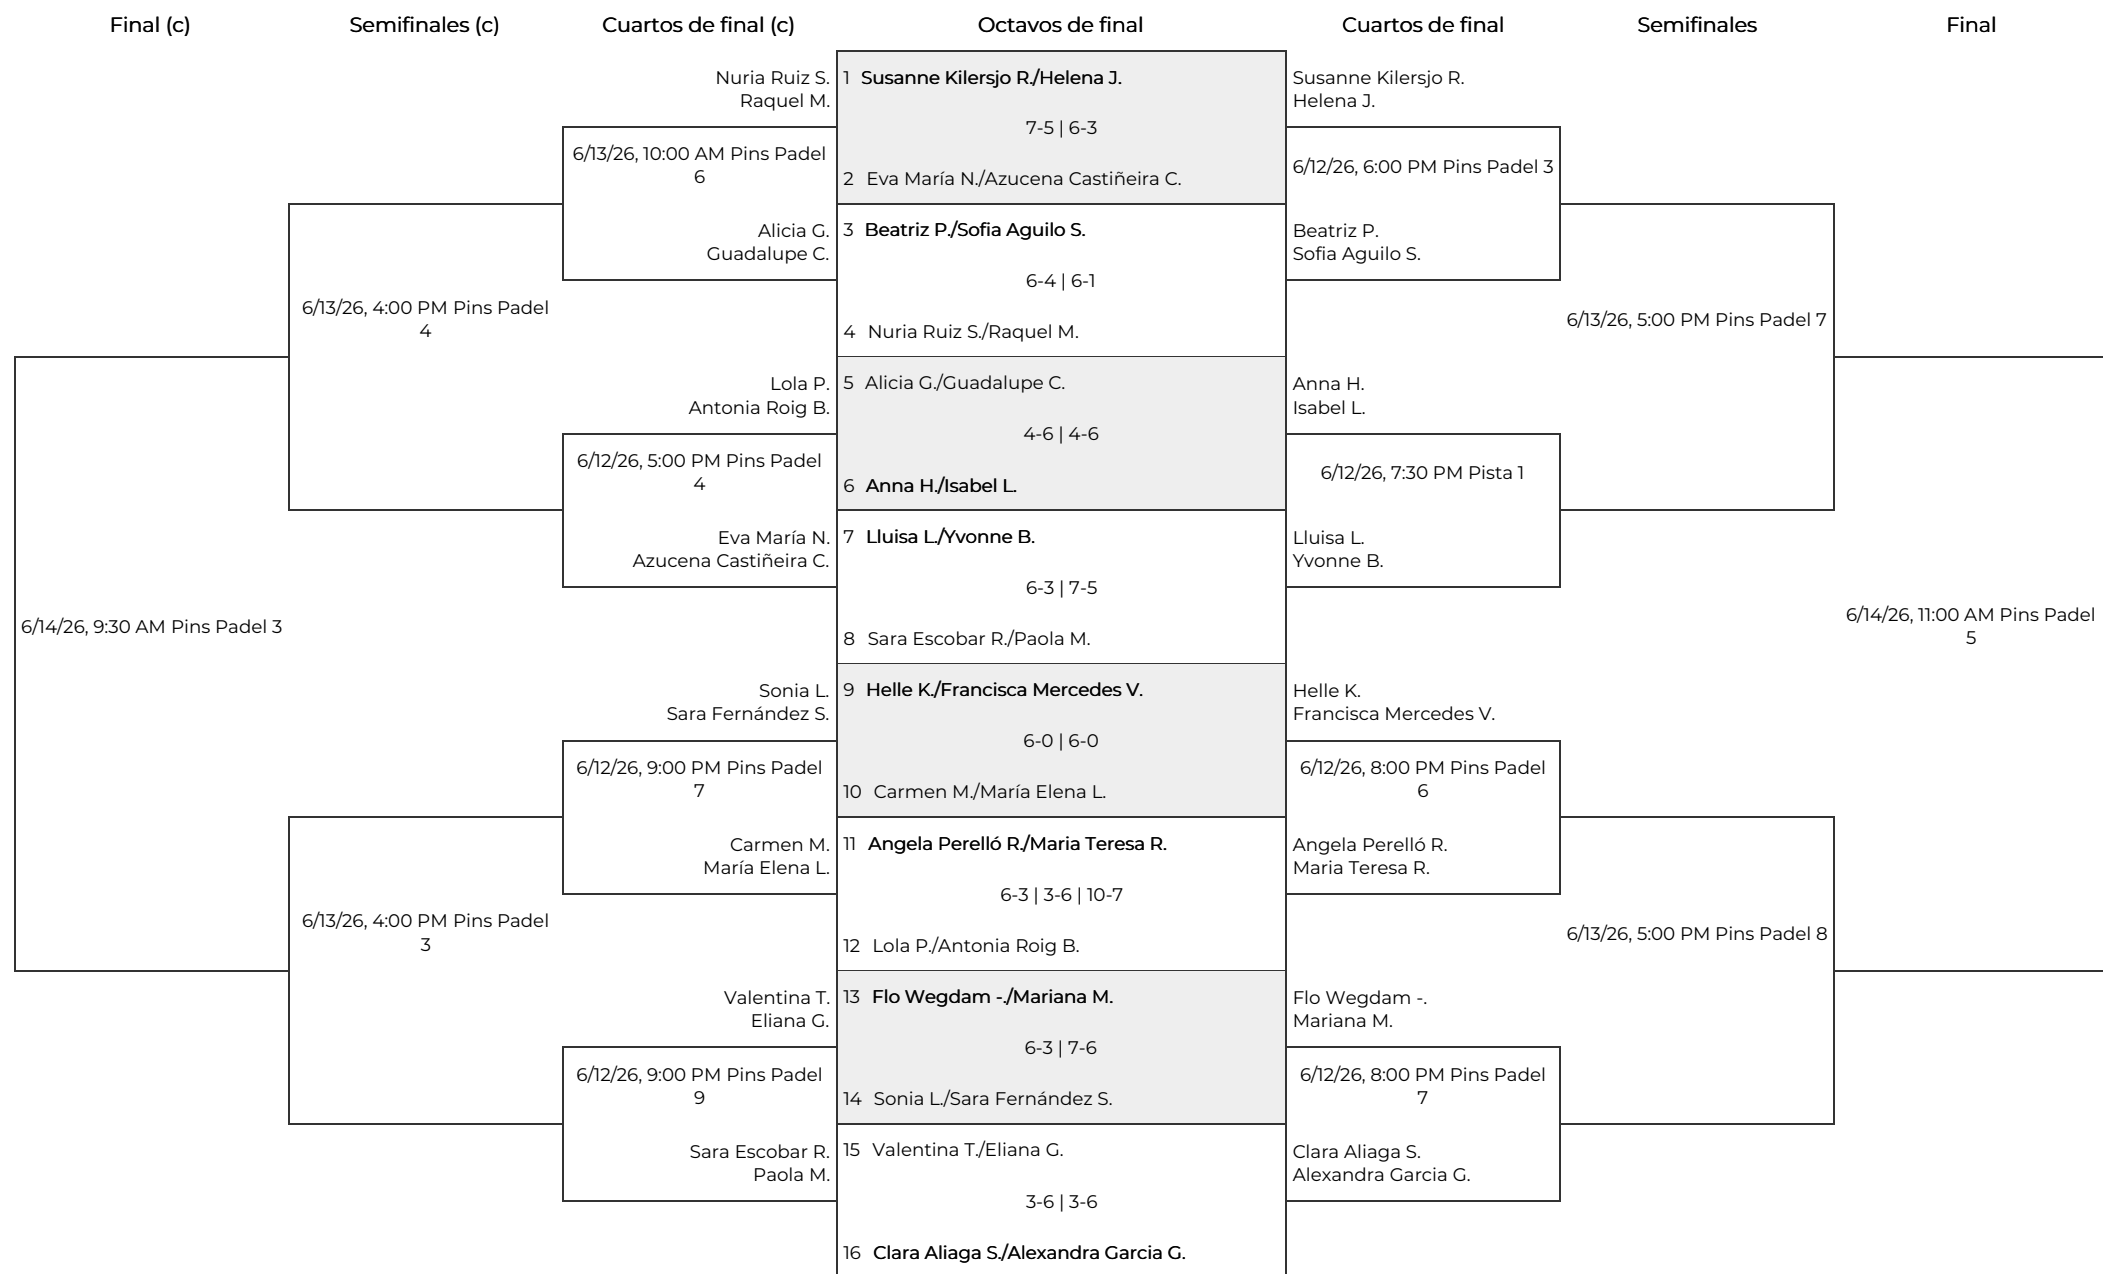 Final (c)
Semifinales (c)
Cuartos de final (c)
Octavos de final
Cuartos de final
Semifinales
Final
6/14/26, 9:30 AM Pins Padel 3
6/13/26, 4:00 PM Pins Padel
4
6/13/26, 4:00 PM Pins Padel
3
Nuria Ruiz S.
Raquel M.
6/13/26, 10:00 AM Pins Padel
6
Alicia G.
Guadalupe C.
Lola P.
Antonia Roig B.
6/12/26, 5:00 PM Pins Padel
4
Eva María N.
Azucena Castiñeira C.
Sonia L.
Sara Fernández S.
6/12/26, 9:00 PM Pins Padel
7
Carmen M.
María Elena L.
Valentina T.
Eliana G.
6/12/26, 9:00 PM Pins Padel
9
Sara Escobar R.
Paola M.
1 Susanne Kilersjo R./Helena J.
7-5 | 6-3
2 Eva María N./Azucena Castiñeira C.
3 Beatriz P./Sofia Aguilo S.
6-4 | 6-1
4 Nuria Ruiz S./Raquel M.
5 Alicia G./Guadalupe C.
4-6 | 4-6
6 Anna H./Isabel L.
7 Lluisa L./Yvonne B.
6-3 | 7-5
8 Sara Escobar R./Paola M.
9 Helle K./Francisca Mercedes V.
6-0 | 6-0
10 Carmen M./María Elena L.
11 Angela Perelló R./Maria Teresa R.
6-3 | 3-6 | 10-7
12 Lola P./Antonia Roig B.
13 Flo Wegdam -./Mariana M.
6-3 | 7-6
14 Sonia L./Sara Fernández S.
15 Valentina T./Eliana G.
3-6 | 3-6
16 Clara Aliaga S./Alexandra Garcia G.
Susanne Kilersjo R.
Helena J.
6/12/26, 6:00 PM Pins Padel 3
Beatriz P.
Sofia Aguilo S.
Anna H.
Isabel L.
6/12/26, 7:30 PM Pista 1
Lluisa L.
Yvonne B.
Helle K.
Francisca Mercedes V.
6/12/26, 8:00 PM Pins Padel
6
Angela Perelló R.
Maria Teresa R.
Flo Wegdam -.
Mariana M.
6/12/26, 8:00 PM Pins Padel
7
Clara Aliaga S.
Alexandra Garcia G.
6/13/26, 5:00 PM Pins Padel 7
6/13/26, 5:00 PM Pins Padel 8
6/14/26, 11:00 AM Pins Padel
5